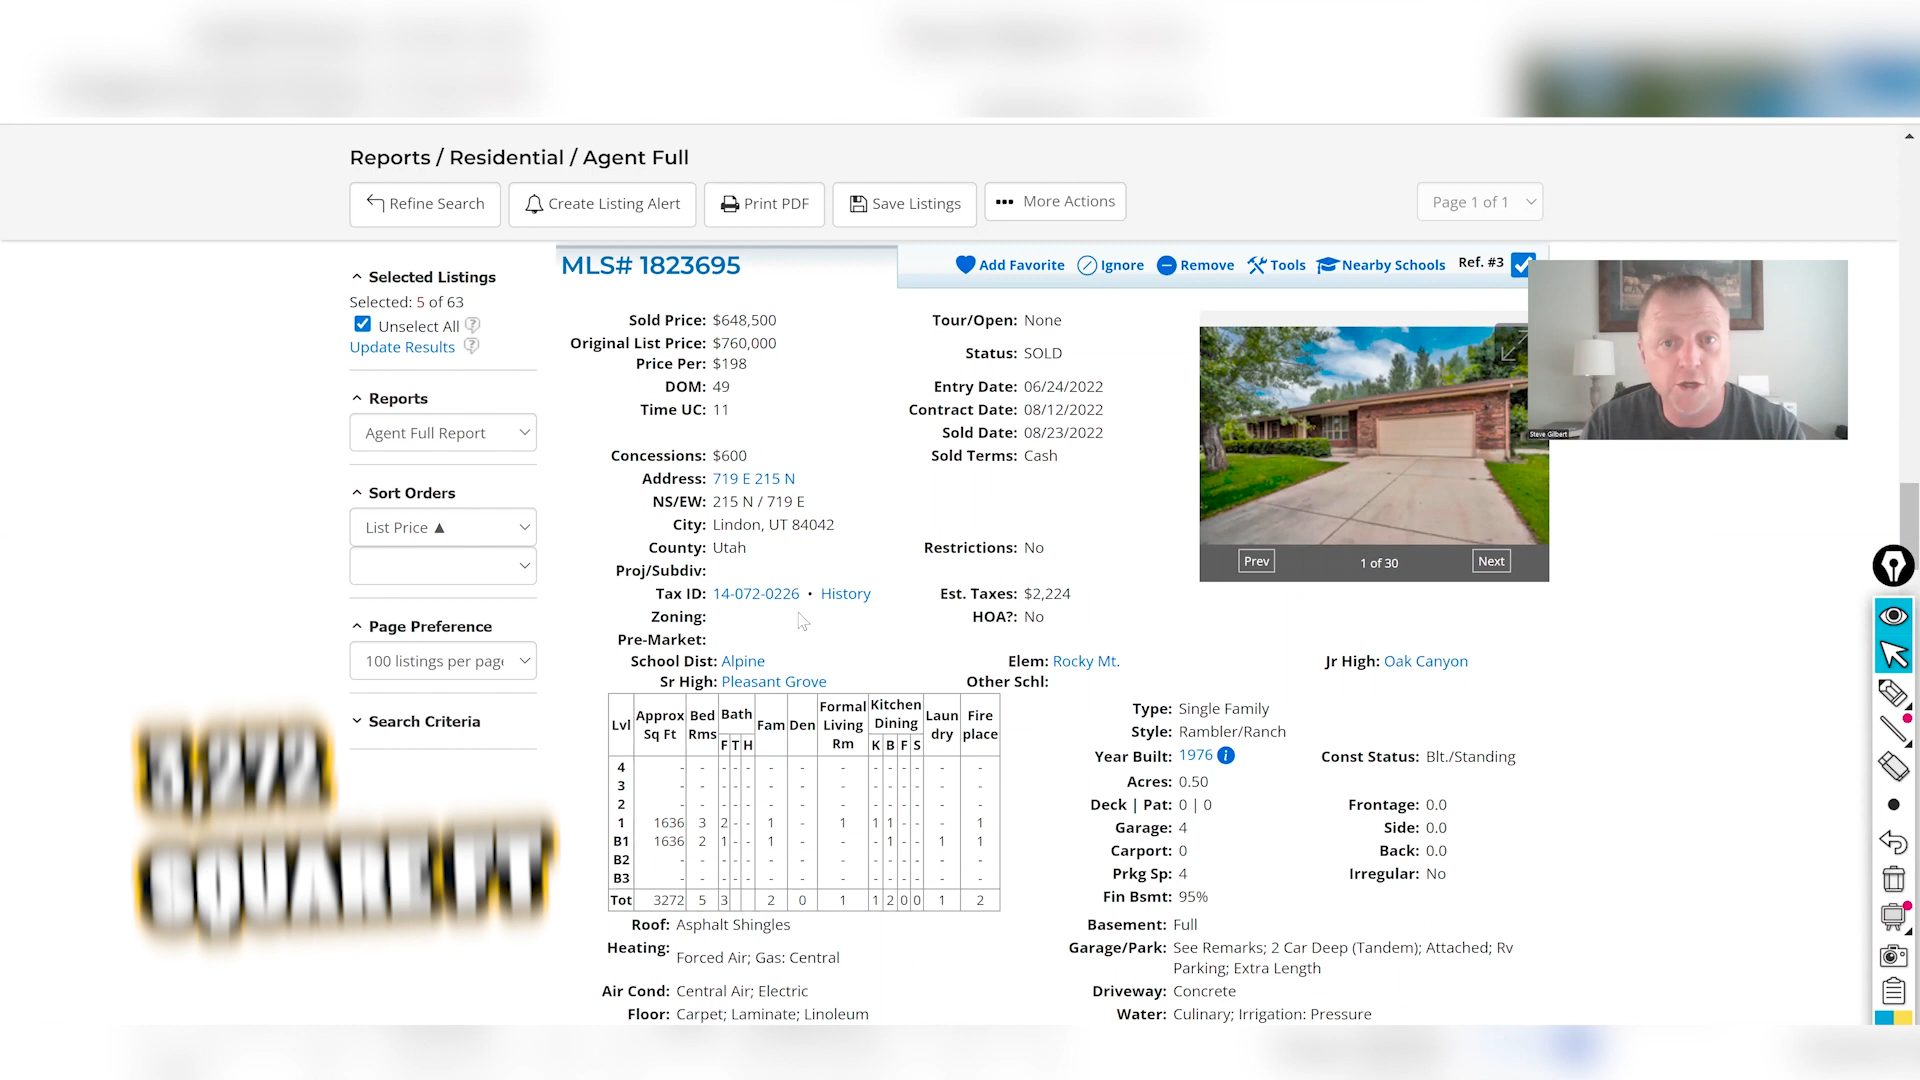 Reports / Residential / Agent Full
Refine Search
Create Listing Alert
Print PDF
Save Listings
More Actions
Page 1 of 1
Selected Listings
Selected: 5 of 63
Unselect All
Update Results
Reports
Agent Full Report
Sort Orders
List Price ▲
Page Preference
100 listings per page
Search Criteria
3,272
SQUARE FT
MLS# 1823695
Add Favorite Ignore Remove Tools Nearby Schools Ref. #3
Sold Price: $648,500
Original List Price: $760,000
Price Per: $198
DOM: 49
Time UC: 11
Concessions: $600
Address: 719 E 215 N
NS/EW: 215 N / 719 E
City: Lindon, UT 84042
County: Utah
Proj/Subdiv:
Tax ID: 14-072-0226 • History
Zoning:
Pre-Market:
School Dist: Alpine
Sr High: Pleasant Grove
Tour/Open: None
Status: SOLD
Entry Date: 06/24/2022
Contract Date: 08/12/2022
Sold Date: 08/23/2022
Sold Terms: Cash
Restrictions: No
Est. Taxes: $2,224
HOA?: No
Elem: Rocky Mt.
Other Schl:
Jr High: Oak Canyon
Prev 1 of 30 Next
Steve Gilbert
Lvl Approx Sq Ft Bed Rms Bath F T H Fam Den Formal Living Rm Kitchen Dining K B F S Laun dry Fire place
4 - - - - - - - - - - - - - -
3 - - - - - - - - - - - - - -
2 - - - - - - - - - - - - - -
1 1636 3 2 - - 1 - 1 1 1 - - - 1
B1 1636 2 1 - - 1 - - - 1 - - 1 1
B2 - - - - - - - - - - - - - -
B3 - - - - - - - - - - - - - -
Tot 3272 5 3 2 0 1 1 2 0 0 1 2
Roof: Asphalt Shingles
Heating: Forced Air; Gas: Central
Air Cond: Central Air; Electric
Floor: Carpet; Laminate; Linoleum
Type: Single Family
Style: Rambler/Ranch
Year Built: 1976
Acres: 0.50
Deck | Pat: 0 | 0
Garage: 4
Carport: 0
Prkg Sp: 4
Fin Bsmt: 95%
Basement: Full
Garage/Park: See Remarks; 2 Car Deep (Tandem); Attached; Rv
Parking; Extra Length
Driveway: Concrete
Water: Culinary; Irrigation: Pressure
Const Status: Blt./Standing
Frontage: 0.0
Side: 0.0
Back: 0.0
Irregular: No